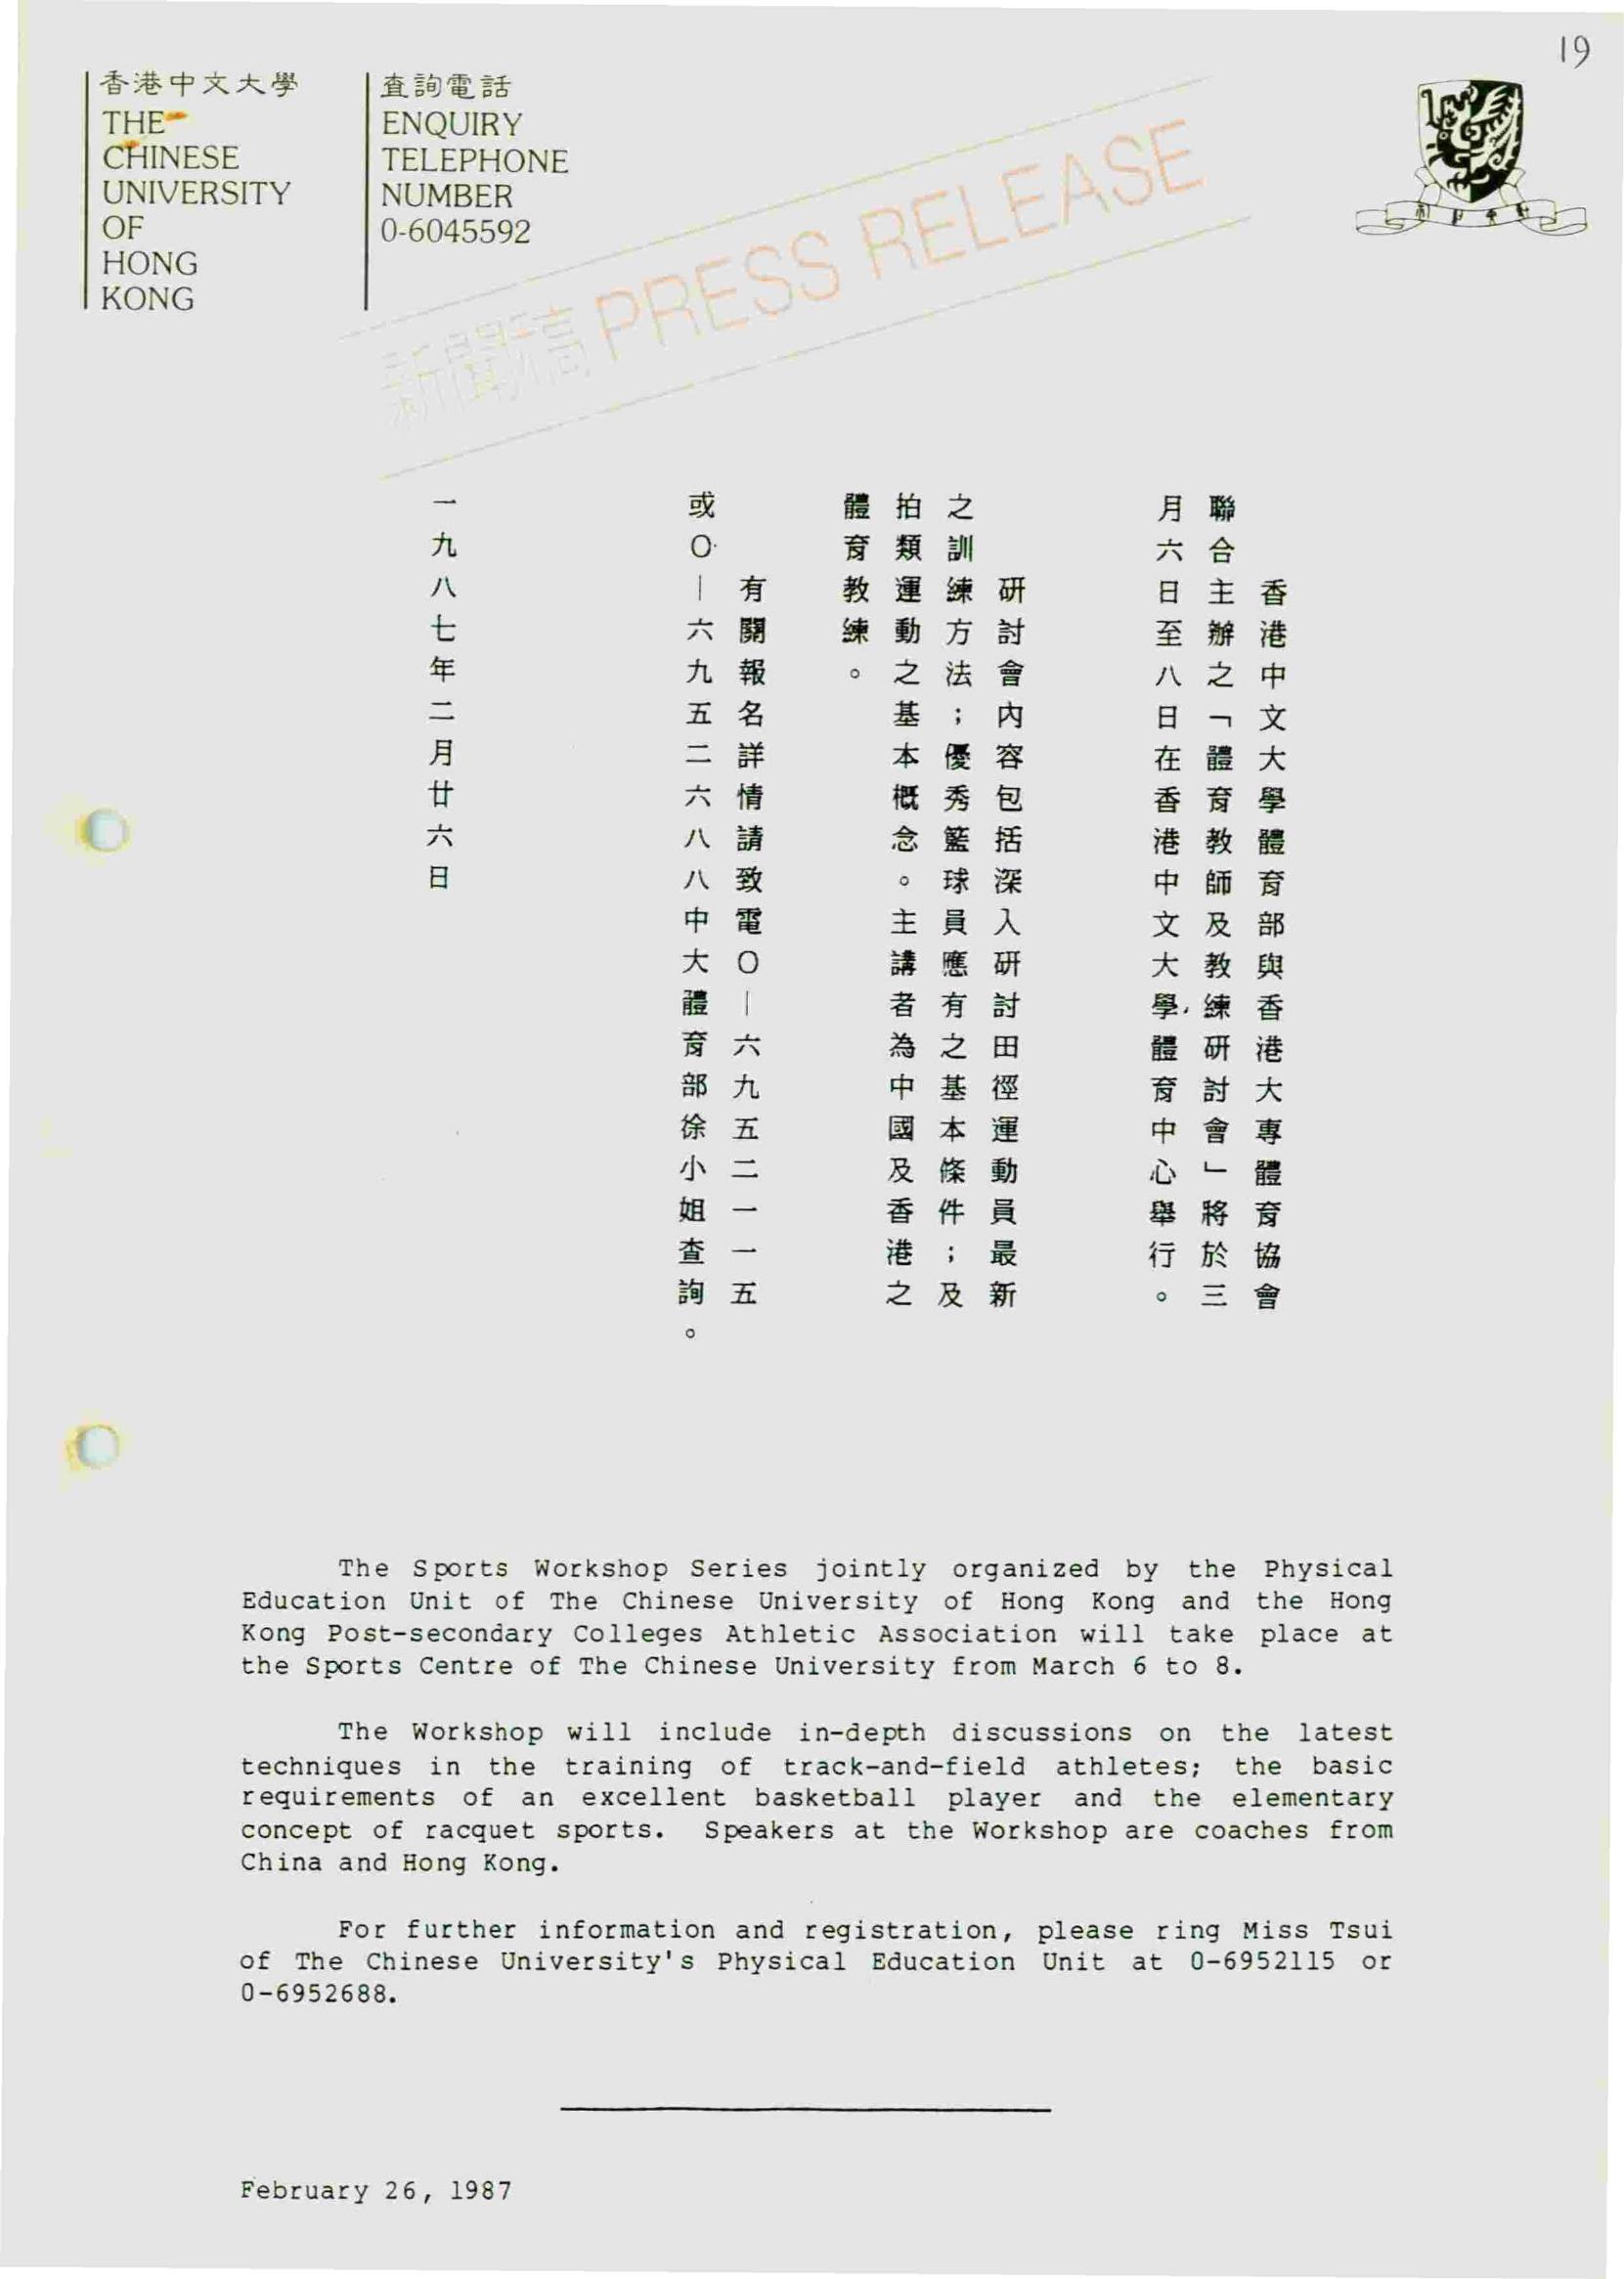 19
香港中文大學
THE
CHINESE
UNIVERSITY
OF
HONG
KONG
查詢電話
ENQUIRY
TELEPHONE
NUMBER
0-6045592
新聞稿 PRESS RELEASE
香港中文大學體育部與香港大專體育協會
聯合主辦之「體育教師及教練研討會」將於三
月六日至八日在香港中文大學體育中心舉行。
研討會內容包括深入研討田徑運動員最新
之訓練方法；優秀籃球員應有之基本條件；及
拍類運動之基本概念。主講者為中國及香港之
體育教練。
有關報名詳情請致電〇—六九五二一一五
或〇—六九五二六八八中大體育部徐小姐查詢。
一九八七年二月廿六日
The Sports Workshop Series jointly organized by the Physical
Education Unit of The Chinese University of Hong Kong and the Hong
Kong Post-secondary Colleges Athletic Association will take place at
the Sports Centre of The Chinese University from March 6 to 8.
The Workshop will include in-depth discussions on the latest
techniques in the training of track-and-field athletes; the basic
requirements of an excellent basketball player and the elementary
concept of racquet sports. Speakers at the Workshop are coaches from
China and Hong Kong.
For further information and registration, please ring Miss Tsui
of The Chinese University's Physical Education Unit at 0-6952115 or
0-6952688.
February 26, 1987